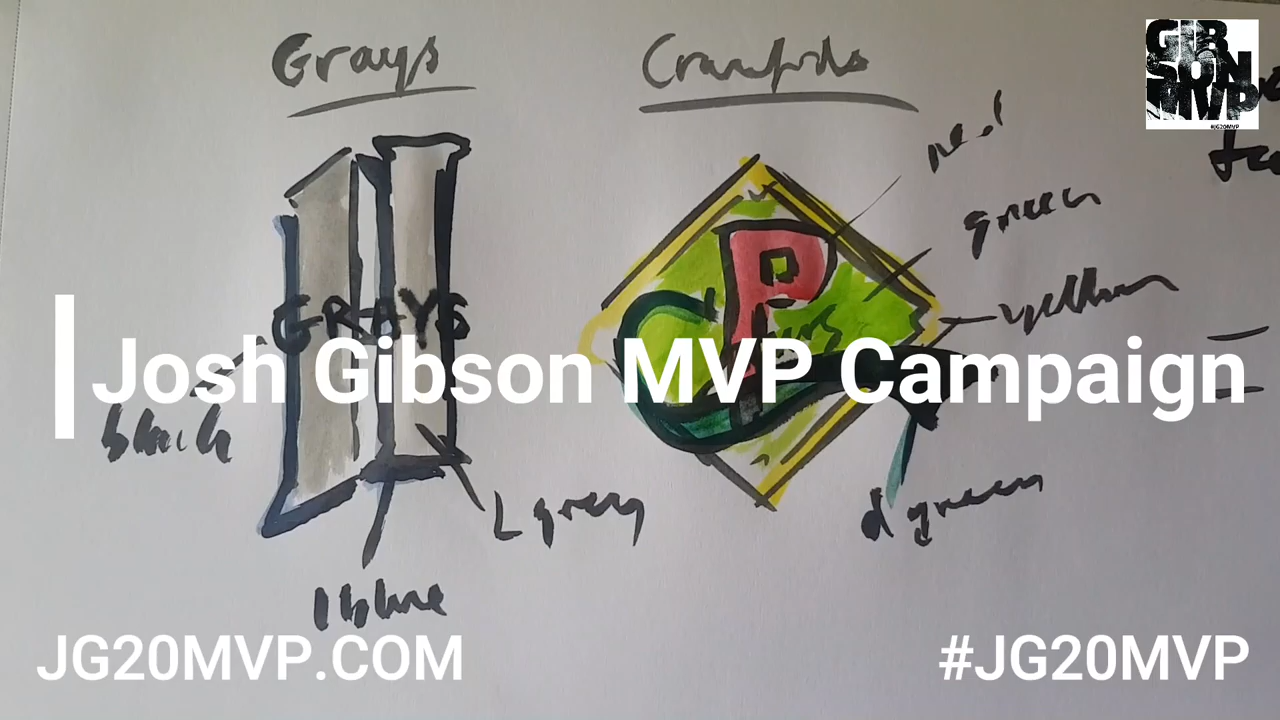 Grays
Crawfords
GIB
SON
MVP
#JG20MVP
red
green
yellow
GRAYS
P
Josh Gibson MVP Campaign
black
L grey
d green
l blue
JG20MVP.COM
#JG20MVP